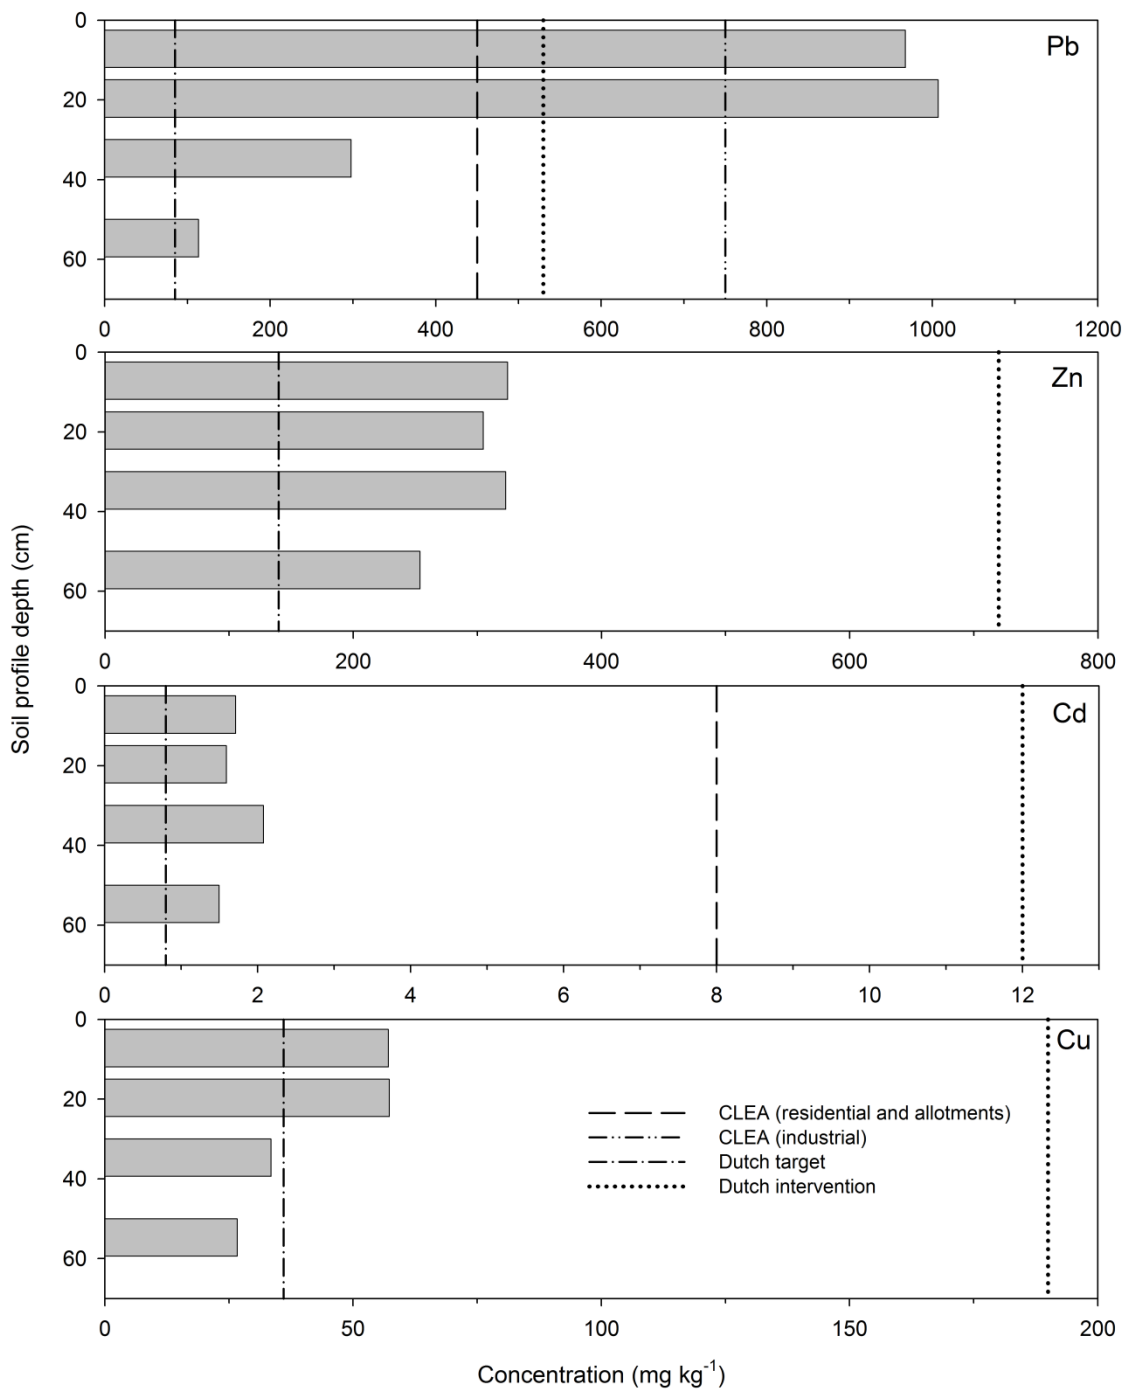 Soil profile depth (cm)
Pb
0
20
40
60
0 200 400 600 800 1000 1200
Zn
0
20
40
60
0 200 400 600 800
Cd
0
20
40
60
0 2 4 6 8 10 12
Cu
0
20
40
60
CLEA (residential and allotments)
CLEA (industrial)
Dutch target
Dutch intervention
0 50 100 150 200
Concentration (mg kg⁻¹)